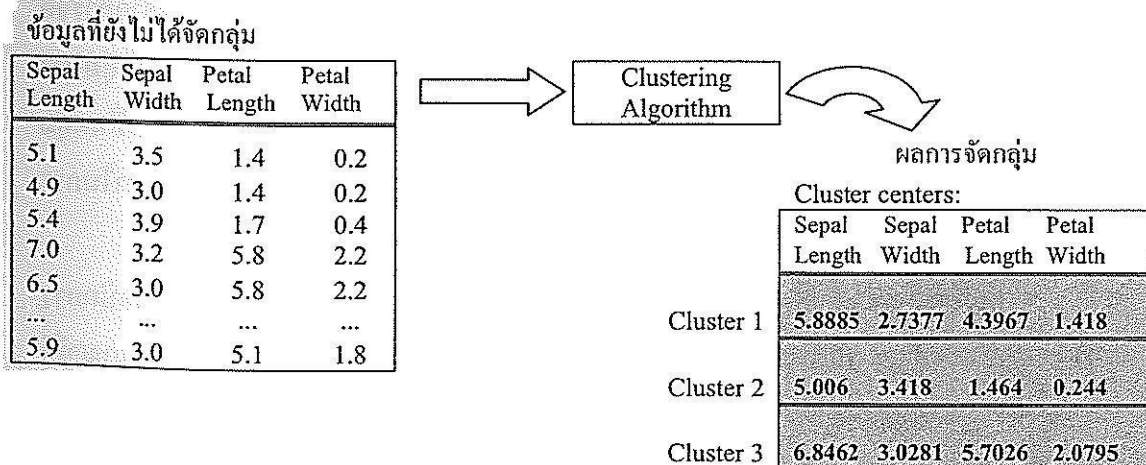 ข้อมูลที่ยังไม่ได้จัดกลุ่ม
Sepal Sepal Petal Petal
Length Width Length Width
5.1 3.5 1.4 0.2
4.9 3.0 1.4 0.2
5.4 3.9 1.7 0.4
7.0 3.2 5.8 2.2
6.5 3.0 5.8 2.2
... ... ... ...
5.9 3.0 5.1 1.8
Clustering
Algorithm
ผลการจัดกลุ่ม
Cluster centers:
Sepal Sepal Petal Petal
Length Width Length Width
Cluster 1 5.8885 2.7377 4.3967 1.418
Cluster 2 5.006 3.418 1.464 0.244
Cluster 3 6.8462 3.0281 5.7026 2.0795